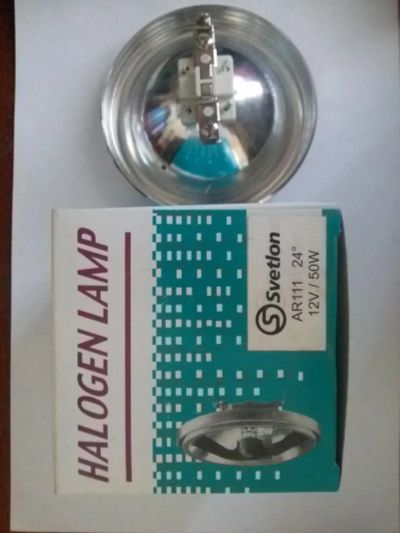 HALOGEN LAMP
Svetlon
AR111 24°
12V / 50W